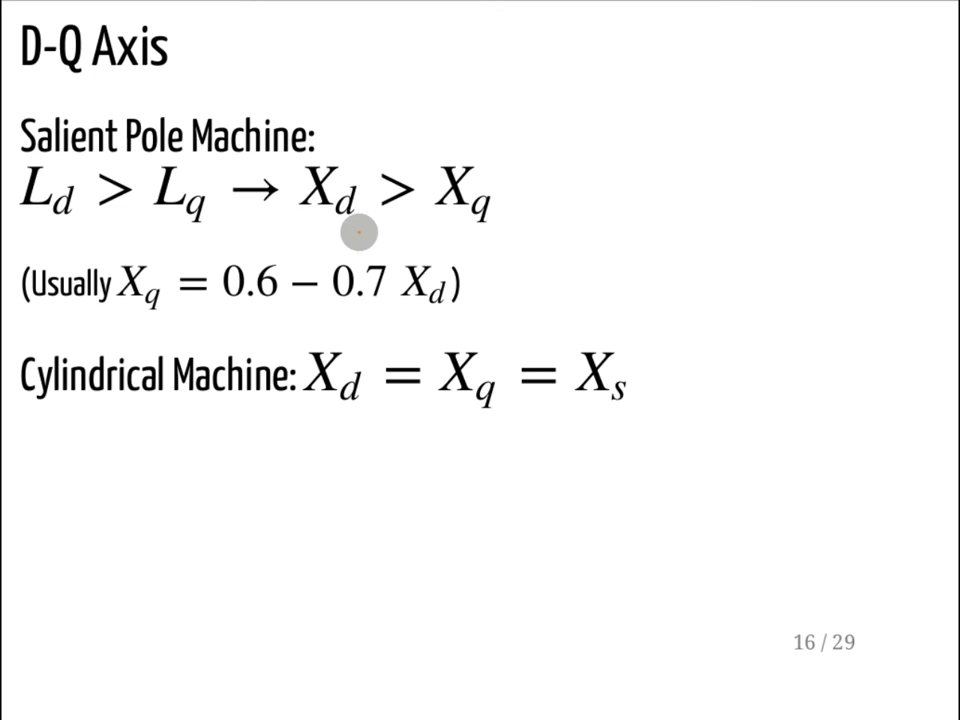 D-Q Axis
Salient Pole Machine:
L_d > L_q → X_d > X_q
(Usually X_q = 0.6 − 0.7 X_d)
Cylindrical Machine: X_d = X_q = X_s
16 / 29